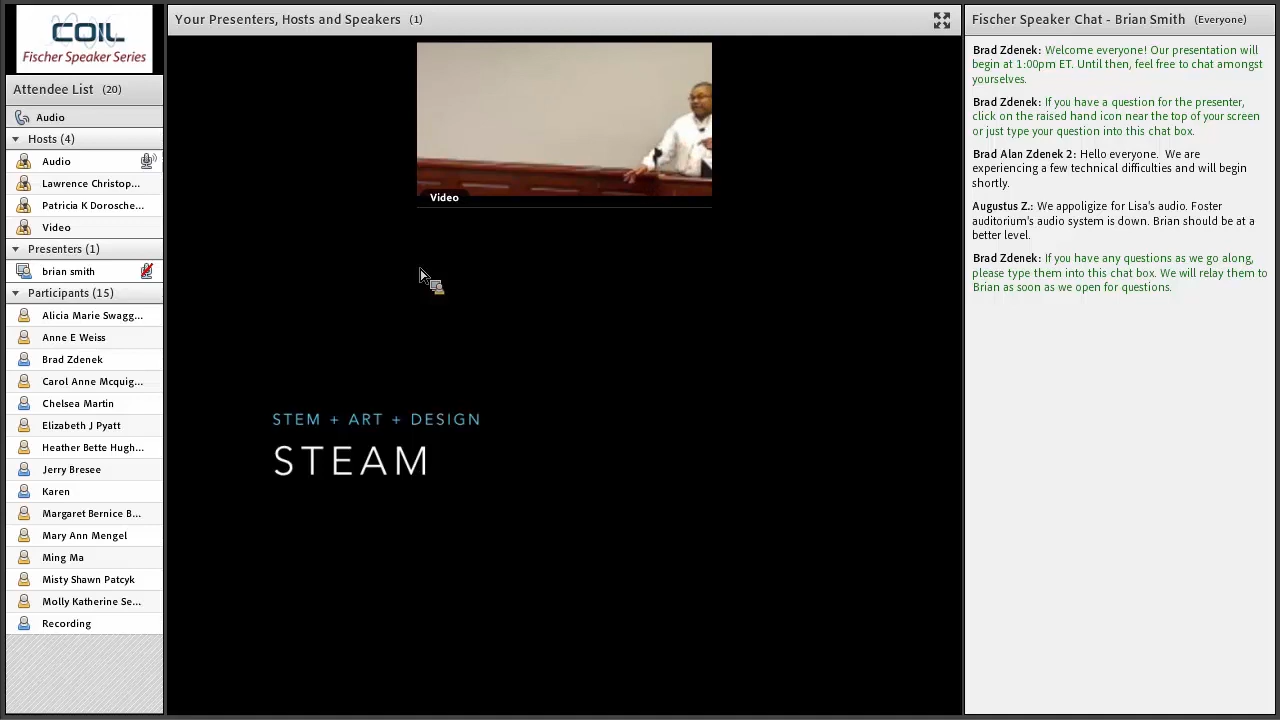 COIL
Fischer Speaker Series
Attendee List (20)
Audio
Hosts (4)
Audio
Lawrence Christop...
Patricia K Dorosche...
Video
Presenters (1)
brian smith
Participants (15)
Alicia Marie Swagg...
Anne E Weiss
Brad Zdenek
Carol Anne Mcquig...
Chelsea Martin
Elizabeth J Pyatt
Heather Bette Hugh...
Jerry Bresee
Karen
Margaret Bernice B...
Mary Ann Mengel
Ming Ma
Misty Shawn Patcyk
Molly Katherine Se...
Recording
Your Presenters, Hosts and Speakers (1)
Video
STEM + ART + DESIGN
STEAM
Fischer Speaker Chat - Brian Smith (Everyone)
Brad Zdenek: Welcome everyone! Our presentation will
begin at 1:00pm ET. Until then, feel free to chat amongst
yourselves.
Brad Zdenek: If you have a question for the presenter,
click on the raised hand icon near the top of your screen
or just type your question into this chat box.
Brad Alan Zdenek 2: Hello everyone. We are
experiencing a few technical difficulties and will begin
shortly.
Augustus Z.: We appoligize for Lisa's audio. Foster
auditorium's audio system is down. Brian should be at a
better level.
Brad Zdenek: If you have any questions as we go along,
please type them into this chat box. We will relay them to
Brian as soon as we open for questions.